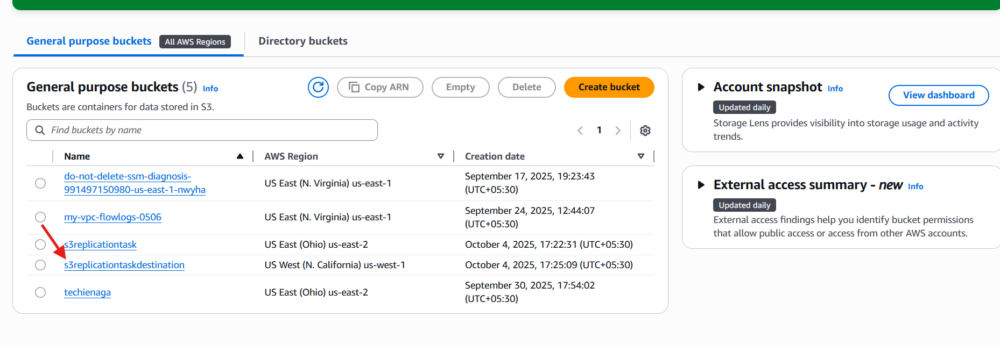 General purpose buckets All AWS Regions Directory buckets
General purpose buckets (5) Info
Copy ARN Empty Delete Create bucket
Buckets are containers for data stored in S3.
Find buckets by name
1
Name AWS Region Creation date
do-not-delete-ssm-diagnosis-
991497150980-us-east-1-nwyha
US East (N. Virginia) us-east-1
September 17, 2025, 19:23:43
(UTC+05:30)
my-vpc-flowlogs-0506
US East (N. Virginia) us-east-1
September 24, 2025, 12:44:07
(UTC+05:30)
s3replicationtask US East (Ohio) us-east-2 October 4, 2025, 17:22:31 (UTC+05:30)
s3replicationtaskdestination US West (N. California) us-west-1 October 4, 2025, 17:25:09 (UTC+05:30)
techienaga
US East (Ohio) us-east-2
September 30, 2025, 17:54:02
(UTC+05:30)
Account snapshot Info
View dashboard
Updated daily
Storage Lens provides visibility into storage usage and activity
trends.
External access summary - new Info
Updated daily
External access findings help you identify bucket permissions
that allow public access or access from other AWS accounts.